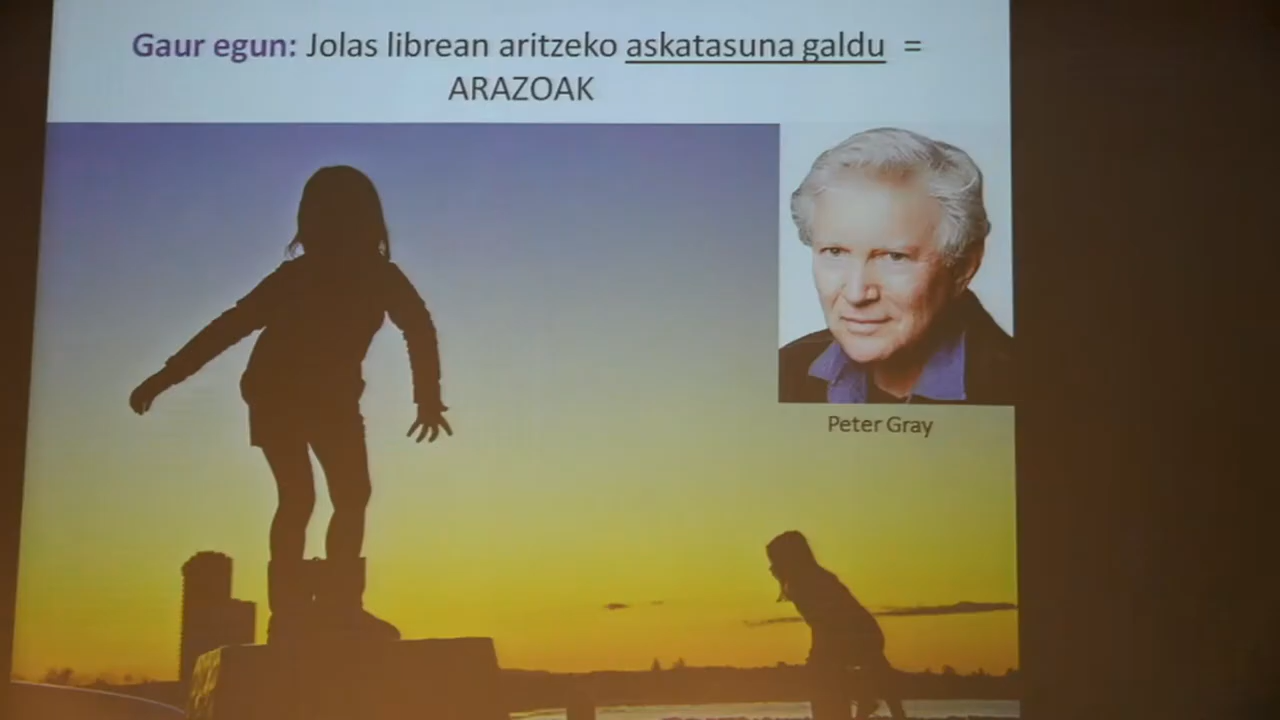 Gaur egun: Jolas librean aritzeko askatasuna galdu =
ARAZOAK
Peter Gray